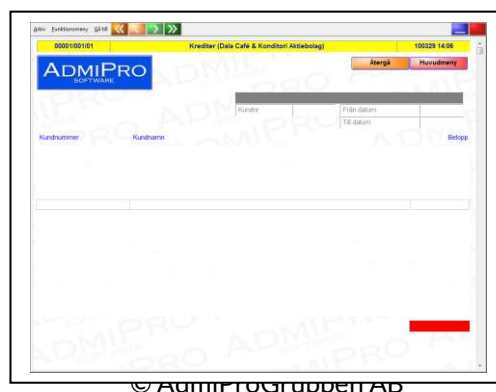 Arkiv Funktionsmeny Gå till
00001/001/01 Krediter (Dala Café & Konditori Aktiebolag) 100329 14:06
ADMIPRO
SOFTWARE
Återgå Huvudmeny
Kundnr Från datum
Till datum
Kundnummer Kundnamn Belopp
© AdmiProGruppen AB